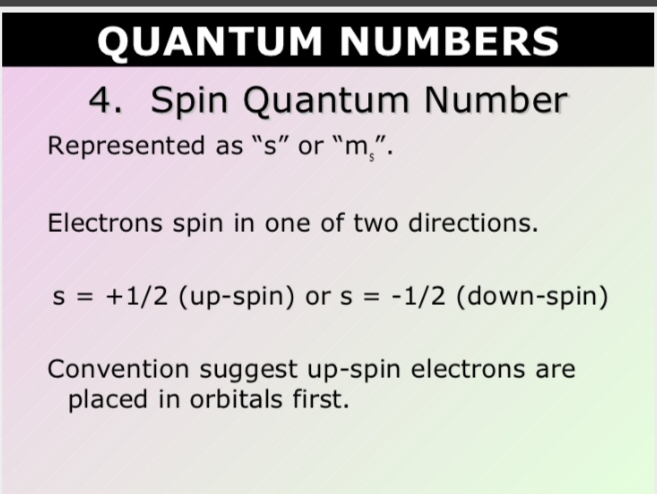 QUANTUM NUMBERS
4. Spin Quantum Number
Represented as “s” or “mₛ”.
Electrons spin in one of two directions.
s = +1/2 (up-spin) or s = -1/2 (down-spin)
Convention suggest up-spin electrons are
placed in orbitals first.